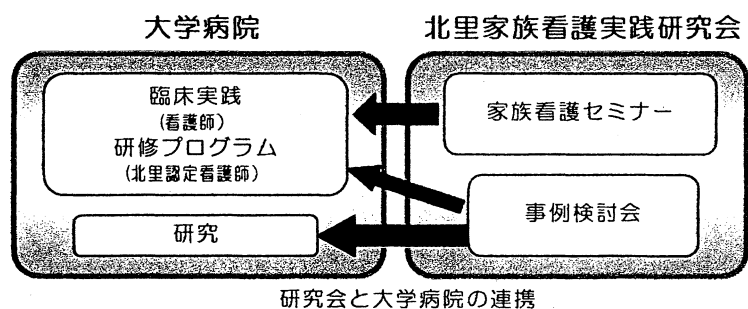 大学病院
北里家族看護実践研究会
臨床実践
(看護師)
研修プログラム
(北里認定看護師)
研究
家族看護セミナー
事例検討会
研究会と大学病院の連携